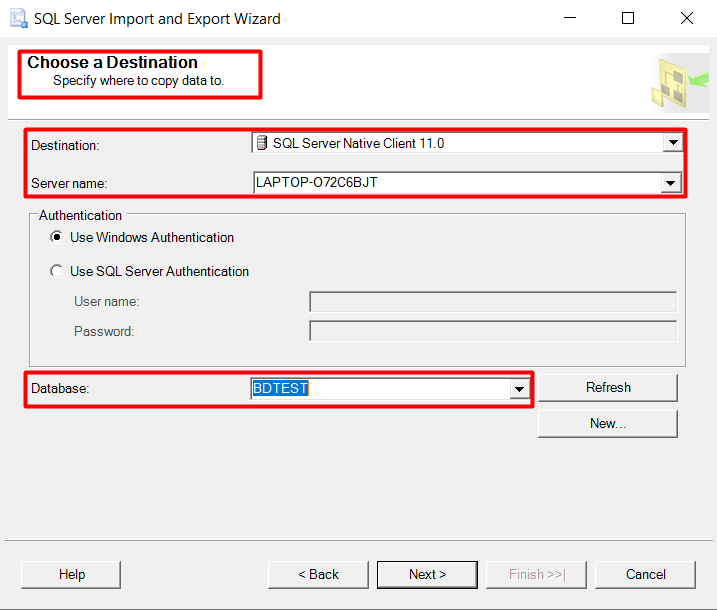 SQL Server Import and Export Wizard
Choose a Destination
Specify where to copy data to.
Destination: SQL Server Native Client 11.0
Server name: LAPTOP-O72C6BJT
Authentication
Use Windows Authentication
Use SQL Server Authentication
User name:
Password:
Database: BDTEST Refresh
New...
Help < Back Next > Finish >>| Cancel